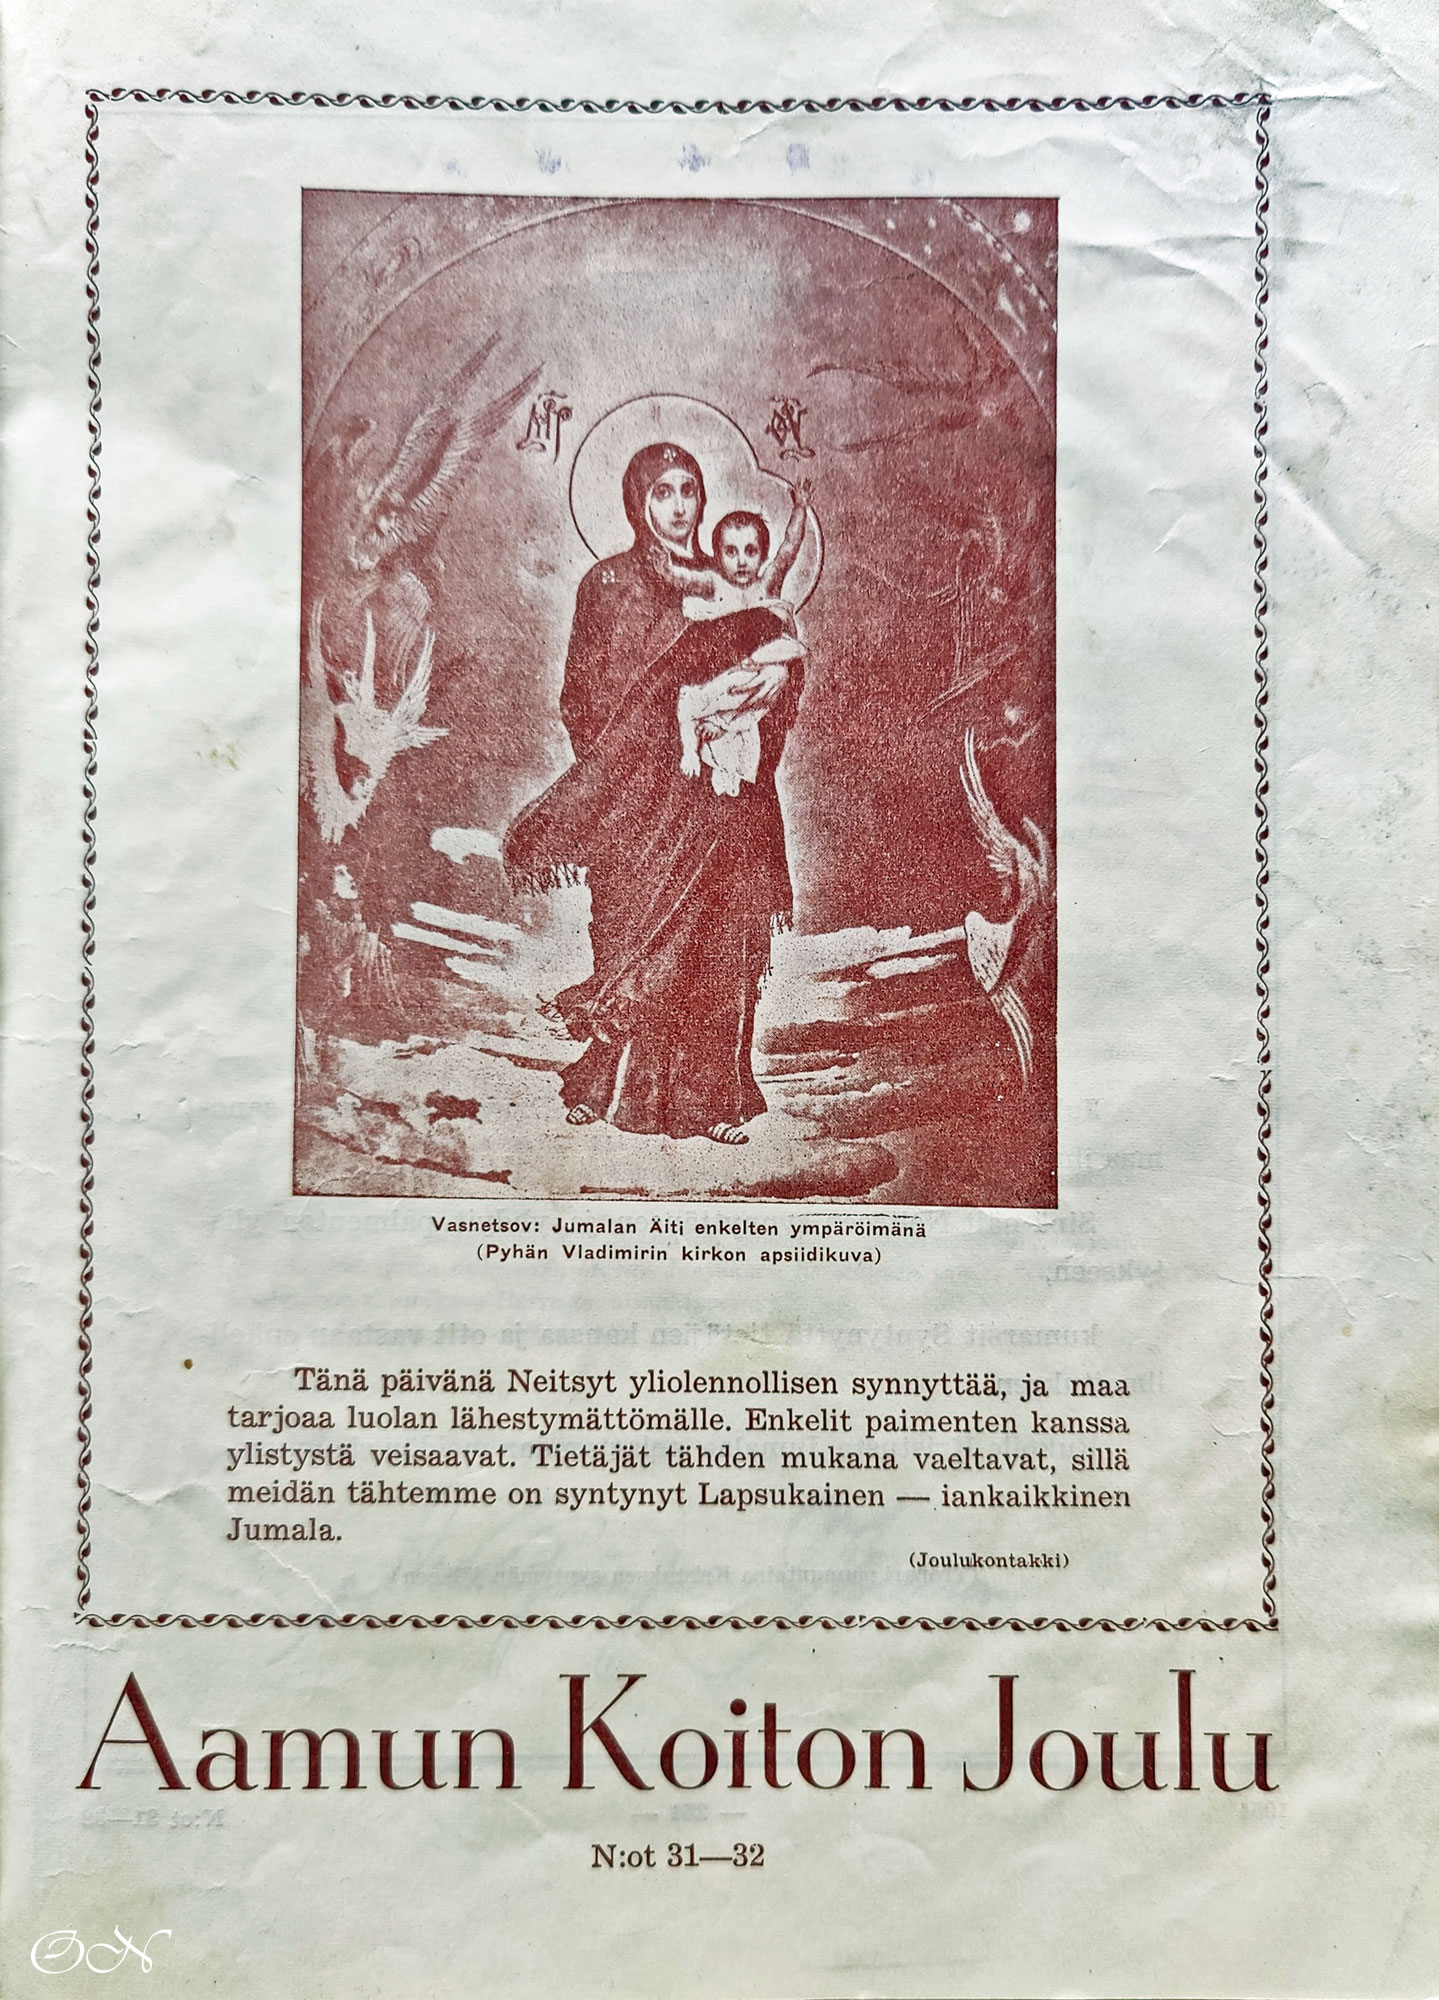 Vasnetsov: Jumalan Äiti enkelten ympäröimänä
(Pyhän Vladimirin kirkon apsiidikuva)
Tänä päivänä Neitsyt yliolennollisen synnyttää, ja maa
tarjoaa luolan lähestymättömälle. Enkelit paimenten kanssa
ylistystä veisaavat. Tietäjät tähden mukana vaeltavat, sillä
meidän tähtemme on syntynyt Lapsukainen — iankaikkinen
Jumala.
(Joulukontakki)
Aamun Koiton Joulu
N:ot 31—32